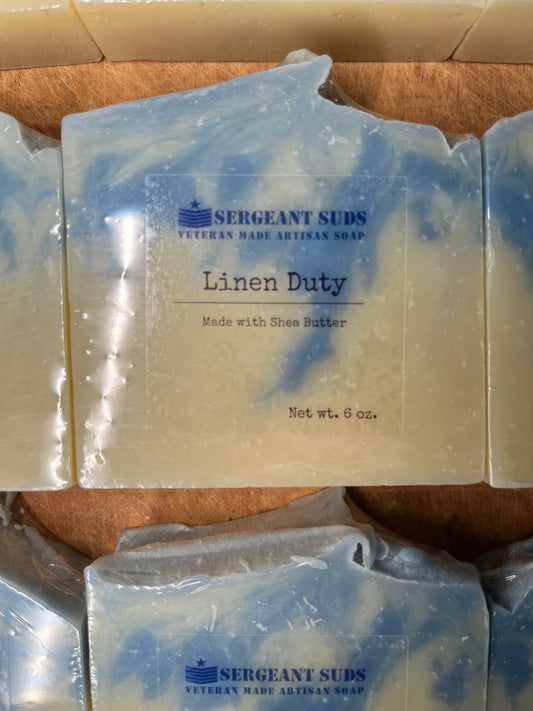 SERGEANT SUDS
VETERAN MADE ARTISAN SOAP
Linen Duty
Made with Shea Butter
Net wt. 6 oz.
SERGEANT SUDS
VETERAN MADE ARTISAN SOAP